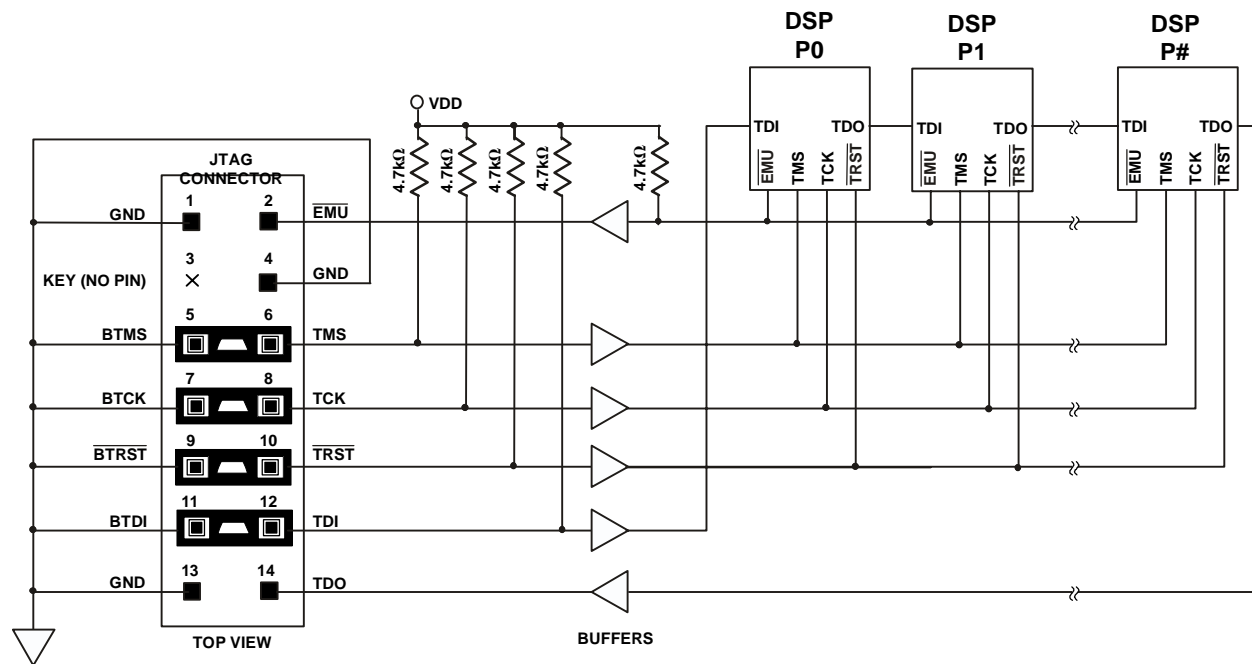 DSP
P0
DSP
P1
DSP
P#
VDD
4.7kΩ
4.7kΩ
4.7kΩ
4.7kΩ
4.7kΩ
TDI
TDO
EMU
TMS
TCK
TRST
TDI
TDO
EMU
TMS
TCK
TRST
TDI
TDO
EMU
TMS
TCK
TRST
JTAG
CONNECTOR
GND
1
2
EMU
KEY (NO PIN)
3
4
GND
BTMS
5
6
TMS
BTCK
7
8
TCK
BTRST
9
10
TRST
BTDI
11
12
TDI
GND
13
14
TDO
TOP VIEW
BUFFERS